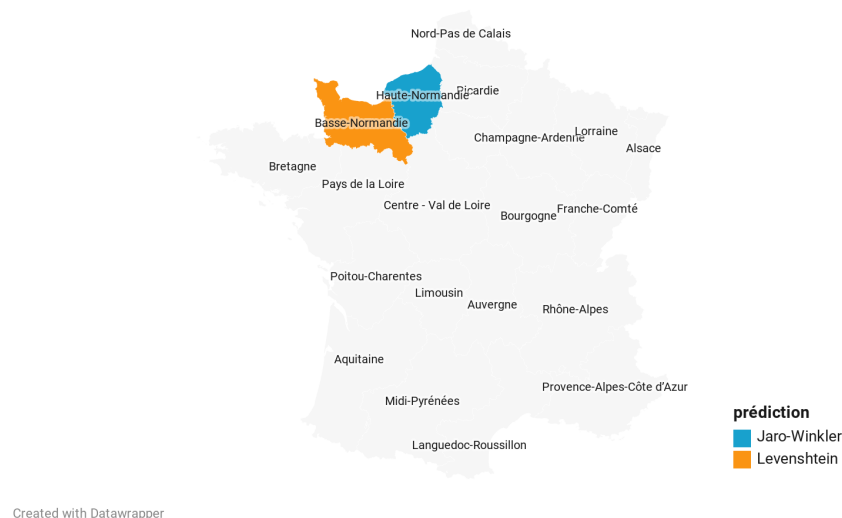 Nord-Pas de Calais
Picardie
Haute-Normandie
Basse-Normandie
Champagne-Ardenne
Lorraine
Alsace
Bretagne
Pays de la Loire
Centre - Val de Loire
Bourgogne
Franche-Comté
Poitou-Charentes
Limousin
Auvergne
Rhône-Alpes
Aquitaine
Provence-Alpes-Côte d’Azur
Midi-Pyrénées
Languedoc-Roussillon
prédiction
Jaro-Winkler
Levenshtein
Created with Datawrapper